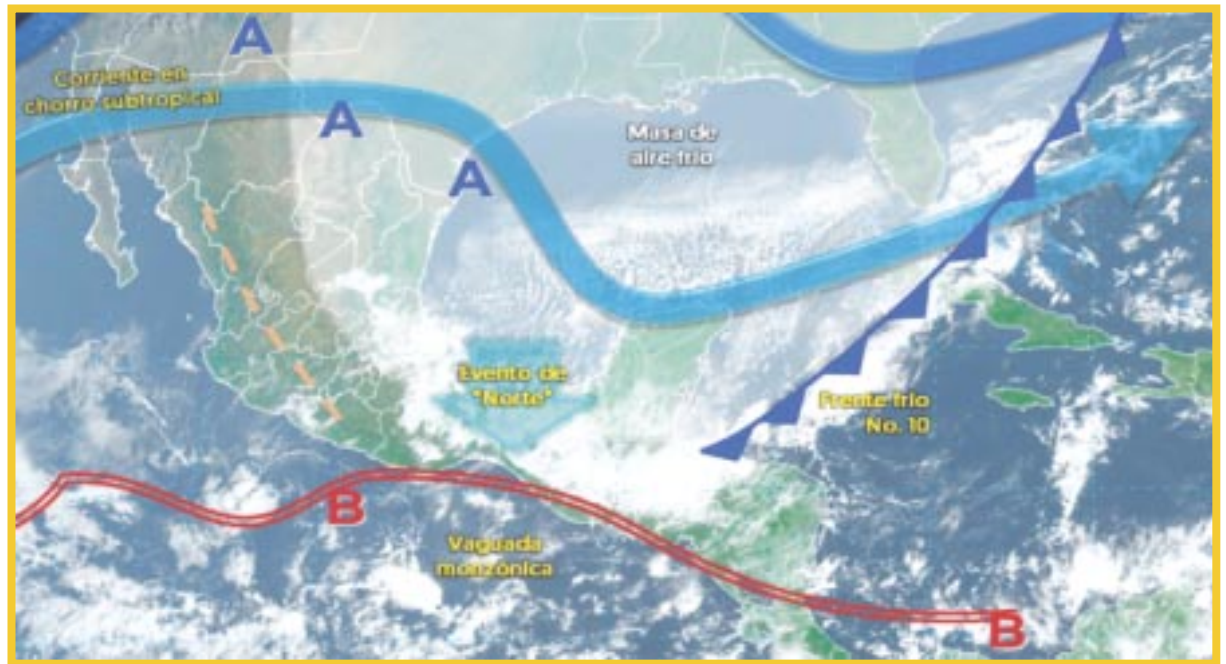 A
Corriente en
chorro subtropical
A
Masa de
aire frío
A
Evento de
"Norte"
Frente frío
No. 10
B
Vaguada
monzónica
B